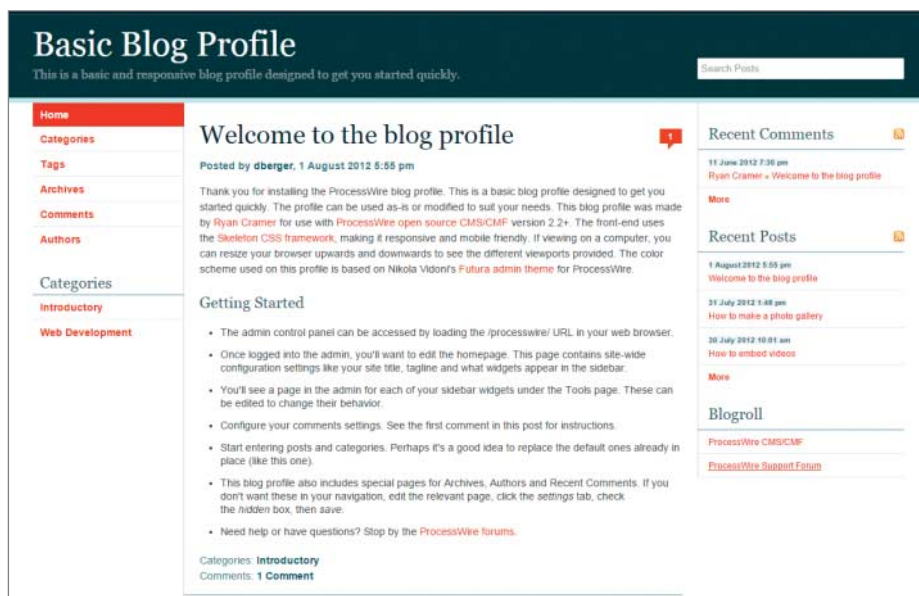 Basic Blog Profile
This is a basic and responsive blog profile designed to get you started quickly.
Search Posts
Home
Categories
Tags
Archives
Comments
Authors
Categories
Introductory
Web Development
Welcome to the blog profile
1
Posted by dberger, 1 August 2012 5:55 pm
Thank you for installing the ProcessWire blog profile. This is a basic blog profile designed to get you
started quickly. The profile can be used as-is or modified to suit your needs. This blog profile was made
by Ryan Cramer for use with ProcessWire open source CMS/CMF version 2.2+. The front-end uses
the Skeleton CSS framework, making it responsive and mobile friendly. If viewing on a computer, you
can resize your browser upwards and downwards to see the different viewports provided. The color
scheme used on this profile is based on Nikola Vidoni's Futura admin theme for ProcessWire.
Getting Started
• The admin control panel can be accessed by loading the /processwire/ URL in your web browser.
• Once logged into the admin, you'll want to edit the homepage. This page contains site-wide
configuration settings like your site title, tagline and what widgets appear in the sidebar.
• You'll see a page in the admin for each of your sidebar widgets under the Tools page. These can
be edited to change their behavior.
• Configure your comments settings. See the first comment in this post for instructions.
• Start entering posts and categories. Perhaps it's a good idea to replace the default ones already in
place (like this one).
• This blog profile also includes special pages for Archives, Authors and Recent Comments. If you
don't want these in your navigation, edit the relevant page, click the settings tab, check
the hidden box, then save.
• Need help or have questions? Stop by the ProcessWire forums.
Categories: Introductory
Comments: 1 Comment
Recent Comments
11 June 2012 7:30 pm
Ryan Cramer » Welcome to the blog profile
More
Recent Posts
1 August 2012 5:55 pm
Welcome to the blog profile
31 July 2012 1:48 pm
How to make a photo gallery
30 July 2012 10:01 am
How to embed videos
More
Blogroll
ProcessWire CMS/CMF
ProcessWire Support Forum